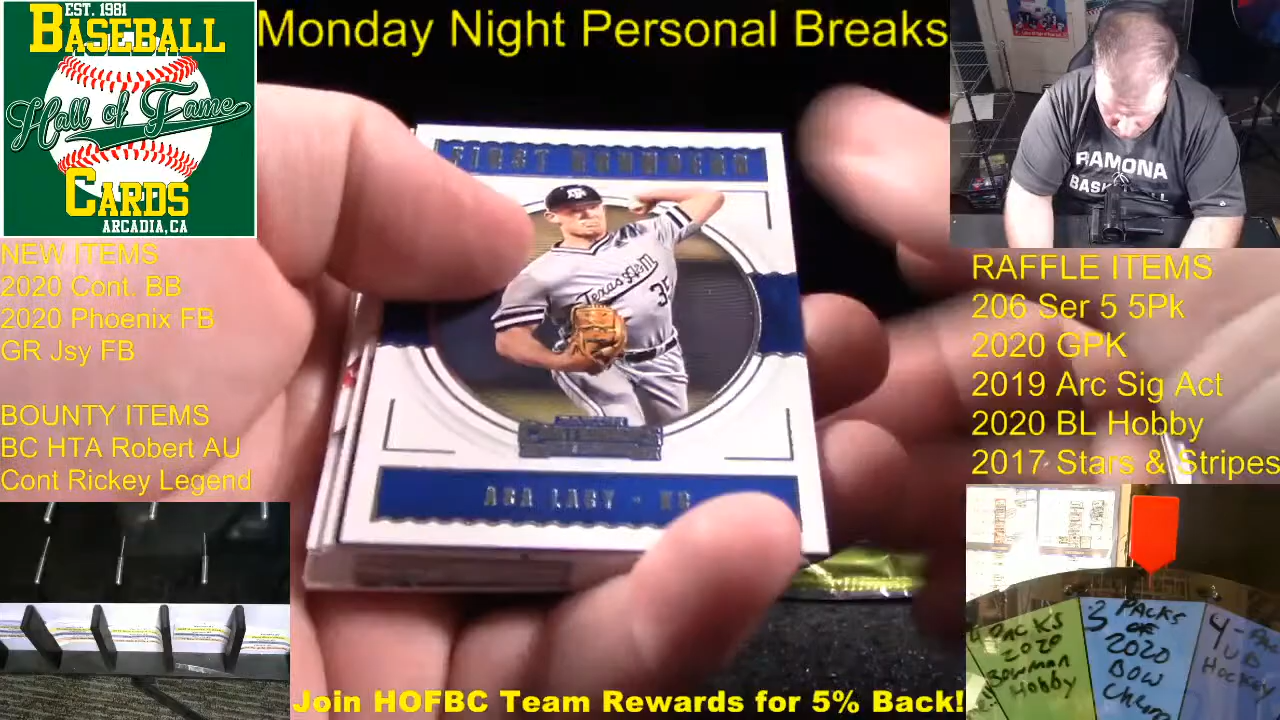 EST. 1981
BASEBALL
Hall of Fame
CARDS
ARCADIA, CA
Monday Night Personal Breaks
NEW ITEMS
2020 Cont. BB
2020 Phoenix FB
GR Jsy FB
BOUNTY ITEMS
BC HTA Robert AU
Cont Rickey Legend
FIRST
Texas A&M
35
ASA LACY - KC
RAMONA
RAFFLE ITEMS
206 Ser 5 5Pk
2020 GPK
2019 Arc Sig Act
2020 BL Hobby
2017 Stars & Stripes
PACKS
2020
BOWMAN
Hobby
3 PACKS
OF
2020
BOW
Chrome
4-
UD
HOCKEY
Join HOFBC Team Rewards for 5% Back!